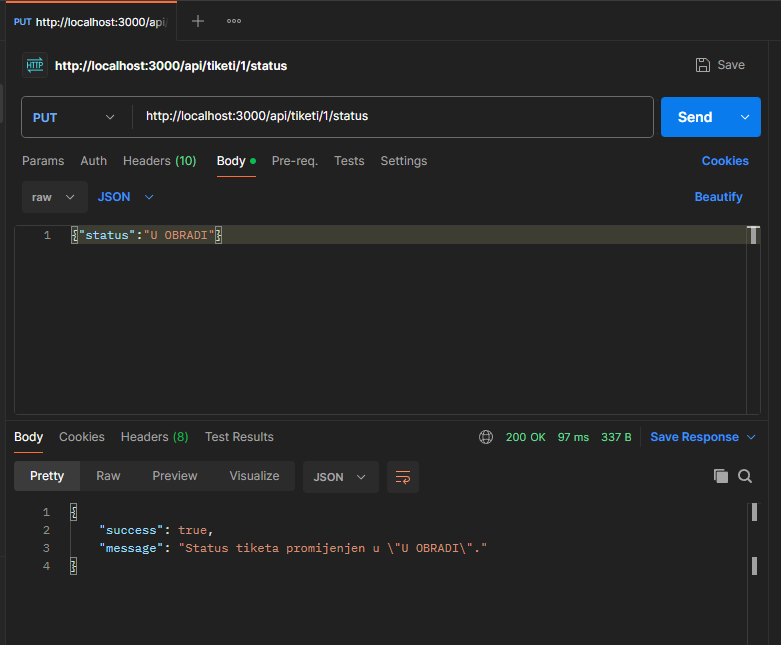 PUT http://localhost:3000/api/
HTTP http://localhost:3000/api/tiketi/1/status Save
PUT http://localhost:3000/api/tiketi/1/status Send
Params Auth Headers (10) Body Pre-req. Tests Settings Cookies
raw JSON Beautify
1 {"status":"U OBRADI"}
Body Cookies Headers (8) Test Results 200 OK 97 ms 337 B Save Response
Pretty Raw Preview Visualize JSON
1 {
2 "success": true,
3 "message": "Status tiketa promijenjen u \"U OBRADI\"."
4 }